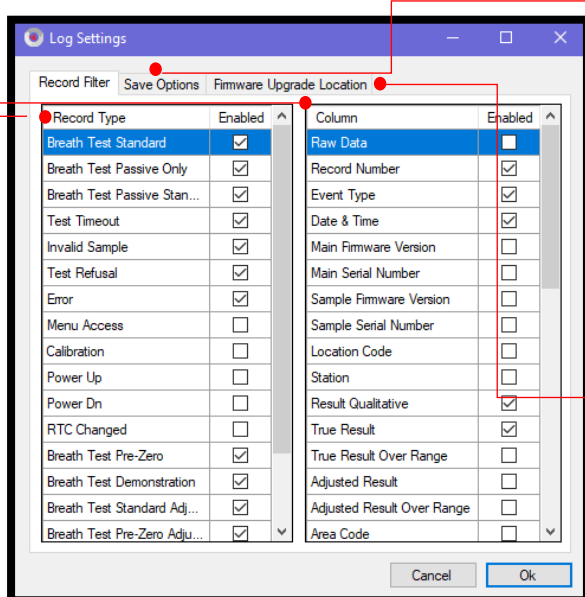 Log Settings
Record Filter Save Options Firmware Upgrade Location
Record Type Enabled Column Enabled
Breath Test Standard Raw Data
Breath Test Passive Only Record Number
Breath Test Passive Stan... Event Type
Test Timeout Date & Time
Invalid Sample Main Firmware Version
Test Refusal Main Serial Number
Error Sample Firmware Version
Menu Access Sample Serial Number
Calibration Location Code
Power Up Station
Power Dn Result Qualitative
RTC Changed True Result
Breath Test Pre-Zero True Result Over Range
Breath Test Demonstration Adjusted Result
Breath Test Standard Adj... Adjusted Result Over Range
Breath Test Pre-Zero Adju... Area Code
Cancel Ok